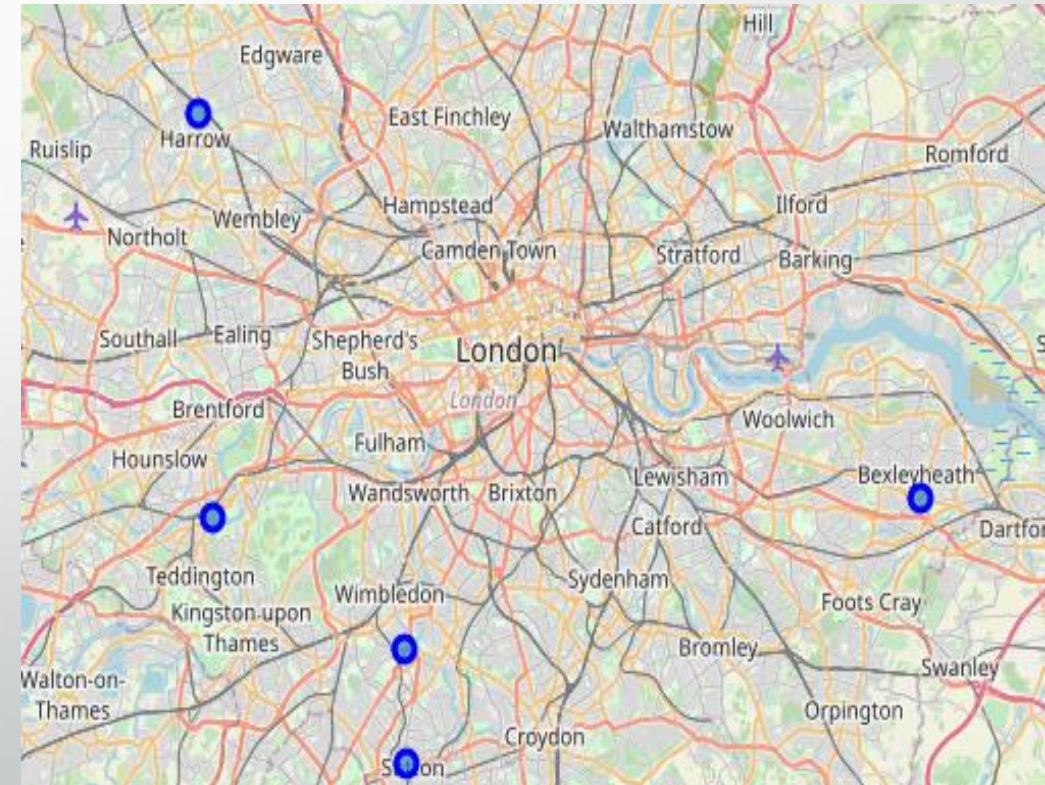 Hill
Edgware
East Finchley
Walthamstow
Harrow
Ruislip
Romford
Hampstead
Ilford
Wembley
Northolt
Camden Town
Stratford
Barking
Southall
Ealing
Shepherd's
Bush
London
London
Brentford
Woolwich
Fulham
Hounslow
Lewisham
Bexleyheath
Wandsworth
Brixton
Catford
Dartfor
Teddington
Sydenham
Wimbledon
Kingston upon
Thames
Foots Cray
Bromley
Swanley
Walton-on-
Thames
Orpington
Croydon